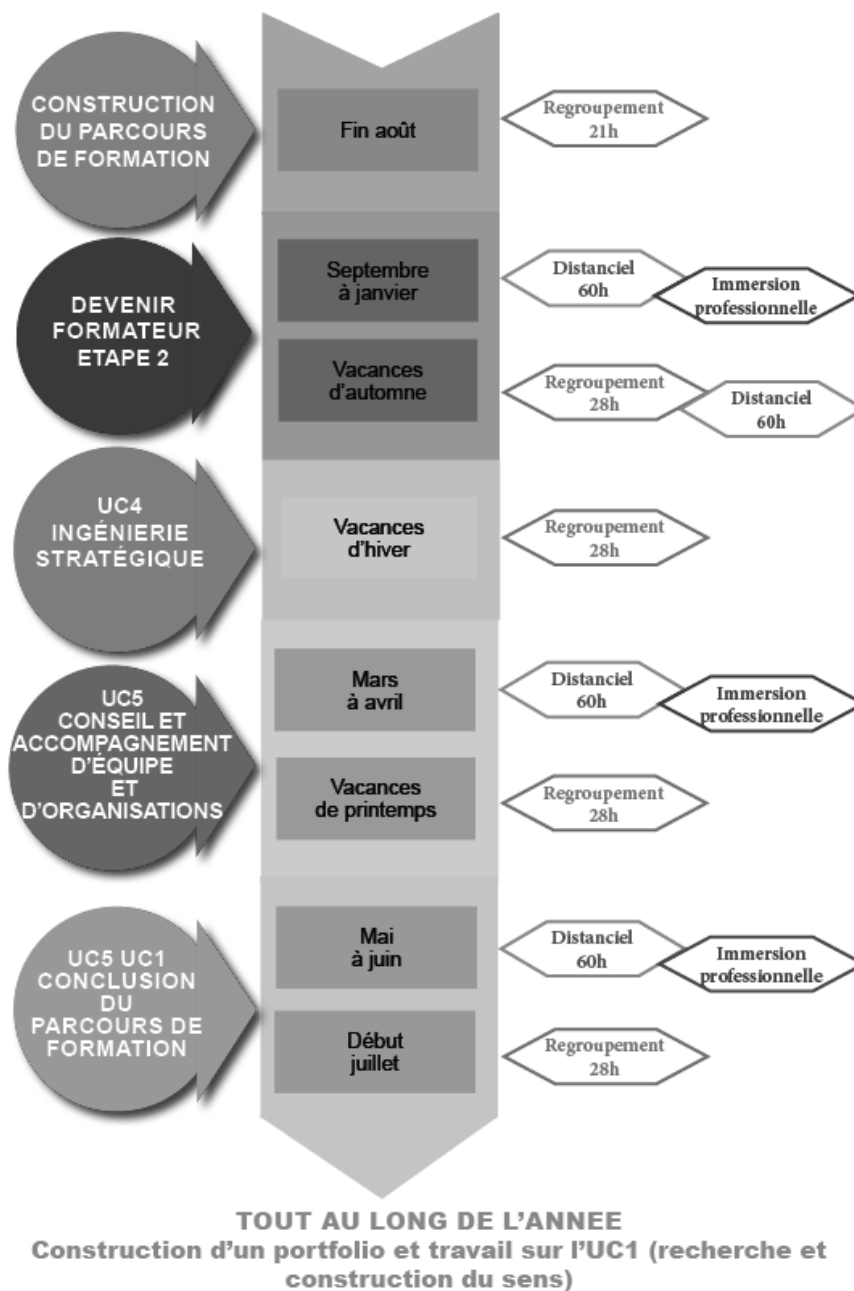 CONSTRUCTION
DU PARCOURS
DE FORMATION
Fin août
Regroupement
21h
DEVENIR
FORMATEUR
ETAPE 2
Septembre
à janvier
Distanciel
60h
Immersion
professionnelle
Vacances
d'automne
Regroupement
28h
Distanciel
60h
UC4
INGÉNIERIE
STRATÉGIQUE
Vacances
d'hiver
Regroupement
28h
UC5
CONSEIL ET
ACCOMPAGNEMENT
D'ÉQUIPE
ET
D'ORGANISATIONS
Mars
à avril
Distanciel
60h
Immersion
professionnelle
Vacances
de printemps
Regroupement
28h
UC5 UC1
CONCLUSION
DU
PARCOURS DE
FORMATION
Mai
à juin
Distanciel
60h
Immersion
professionnelle
Début
juillet
Regroupement
28h
TOUT AU LONG DE L'ANNEE
Construction d'un portfolio et travail sur l'UC1 (recherche et
construction du sens)